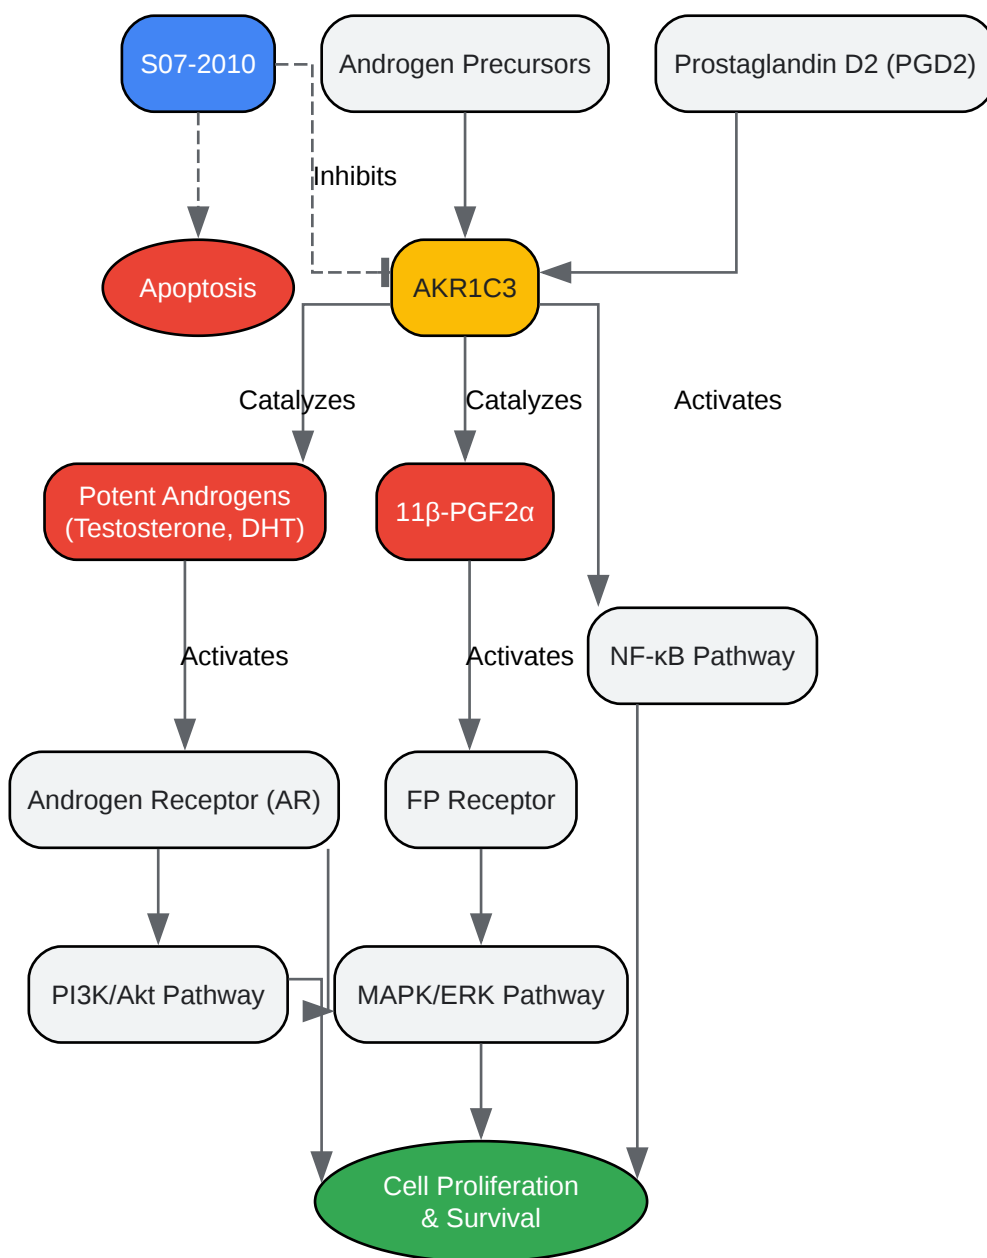 S07-2010
Androgen Precursors
Prostaglandin D2 (PGD2)
Inhibits
Apoptosis
AKR1C3
Catalyzes
Catalyzes
Activates
Potent Androgens
(Testosterone, DHT)
11β-PGF2α
Activates
Activates
NF-κB Pathway
Androgen Receptor (AR)
FP Receptor
PI3K/Akt Pathway
MAPK/ERK Pathway
Cell Proliferation
& Survival